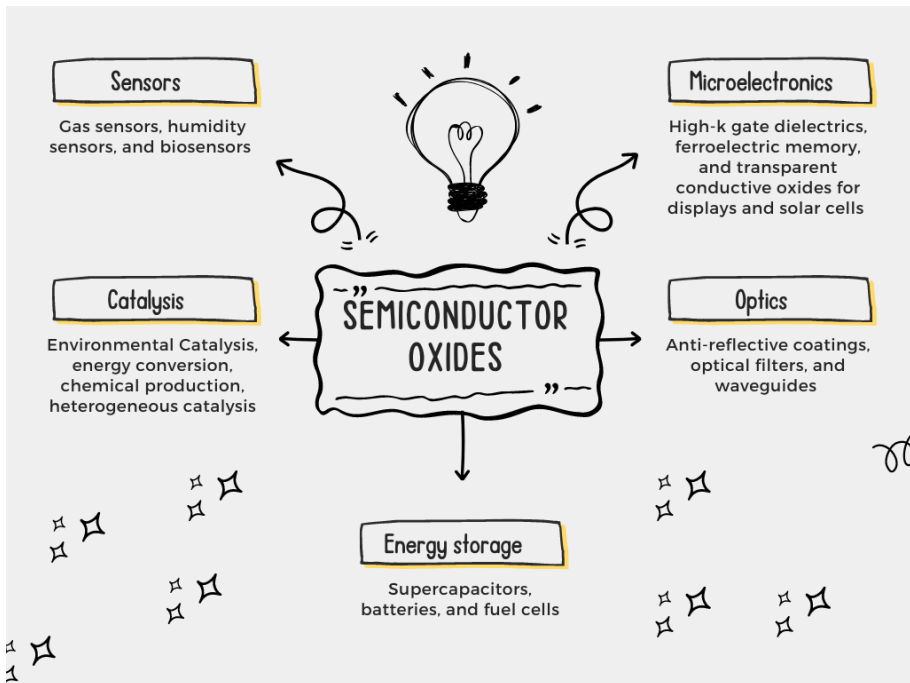 Sensors
Gas sensors, humidity
sensors, and biosensors
Microelectronics
High-k gate dielectrics,
ferroelectric memory,
and transparent
conductive oxides for
displays and solar cells
Catalysis
Environmental Catalysis,
energy conversion,
chemical production,
heterogeneous catalysis
SEMICONDUCTOR
OXIDES
Optics
Anti-reflective coatings,
optical filters, and
waveguides
Energy storage
Supercapacitors,
batteries, and fuel cells